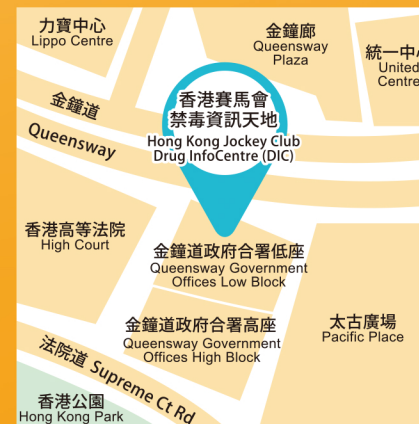 力寶中心
Lippo Centre
金鐘廊
Queensway
Plaza
統一中心
United
Centre
金鐘道
Queensway
香港賽馬會
禁毒資訊天地
Hong Kong Jockey Club
Drug InfoCentre (DIC)
香港高等法院
High Court
金鐘道政府合署低座
Queensway Government
Offices Low Block
金鐘道政府合署高座
Queensway Government
Offices High Block
太古廣場
Pacific Place
法院道 Supreme Ct Rd
香港公園
Hong Kong Park